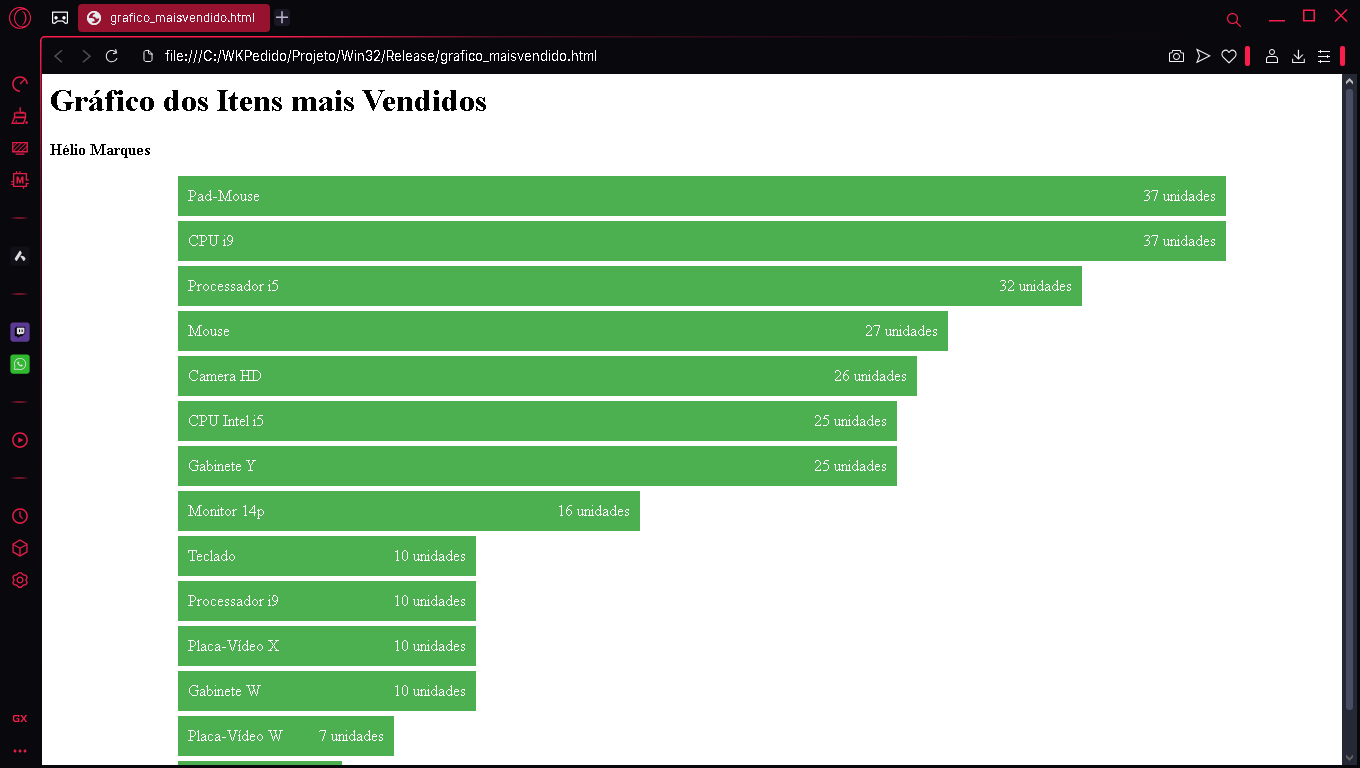 grafico_maisvendido.html
file:///C:/WKPedido/Projeto/Win32/Release/grafico_maisvendido.html
M
Gráfico dos Itens mais Vendidos
Hélio Marques
Pad-Mouse 37 unidades
CPU i9 37 unidades
Processador i5 32 unidades
Mouse 27 unidades
Camera HD 26 unidades
CPU Intel i5 25 unidades
Gabinete Y 25 unidades
Monitor 14p 16 unidades
Teclado 10 unidades
Processador i9 10 unidades
Placa-Vídeo X 10 unidades
Gabinete W 10 unidades
Placa-Vídeo W 7 unidades
GX